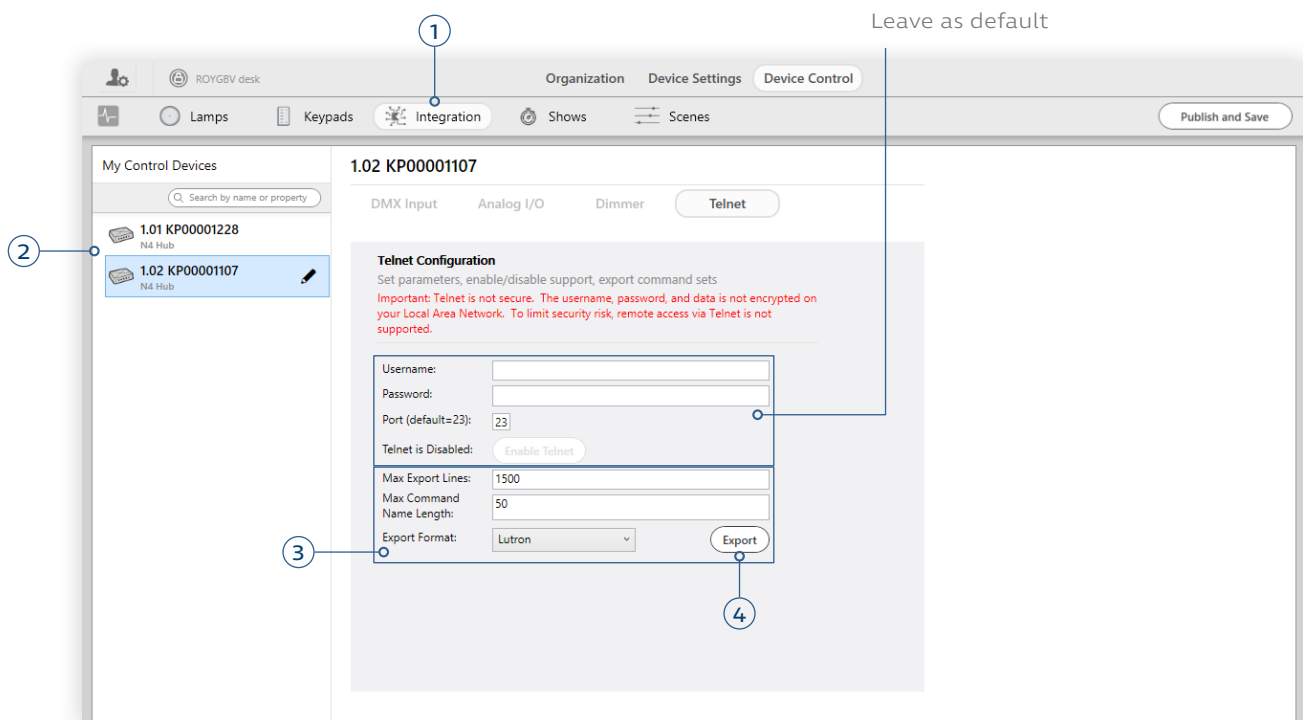 Leave as default
1
ROYGBV desk
Organization Device Settings Device Control
Lamps Keypads Integration Shows Scenes Publish and Save
My Control Devices
1.02 KP00001107
Search by name or property
DMX Input Analog I/O Dimmer Telnet
2
1.01 KP00001228
N4 Hub
1.02 KP00001107
N4 Hub
Telnet Configuration
Set parameters, enable/disable support, export command sets
Important: Telnet is not secure. The username, password, and data is not encrypted on
your Local Area Network. To limit security risk, remote access via Telnet is not
supported.
Username:
Password:
Port (default=23): 23
Telnet is Disabled: Enable Telnet
Max Export Lines: 1500
Max Command
Name Length: 50
Export Format: Lutron Export
3
4